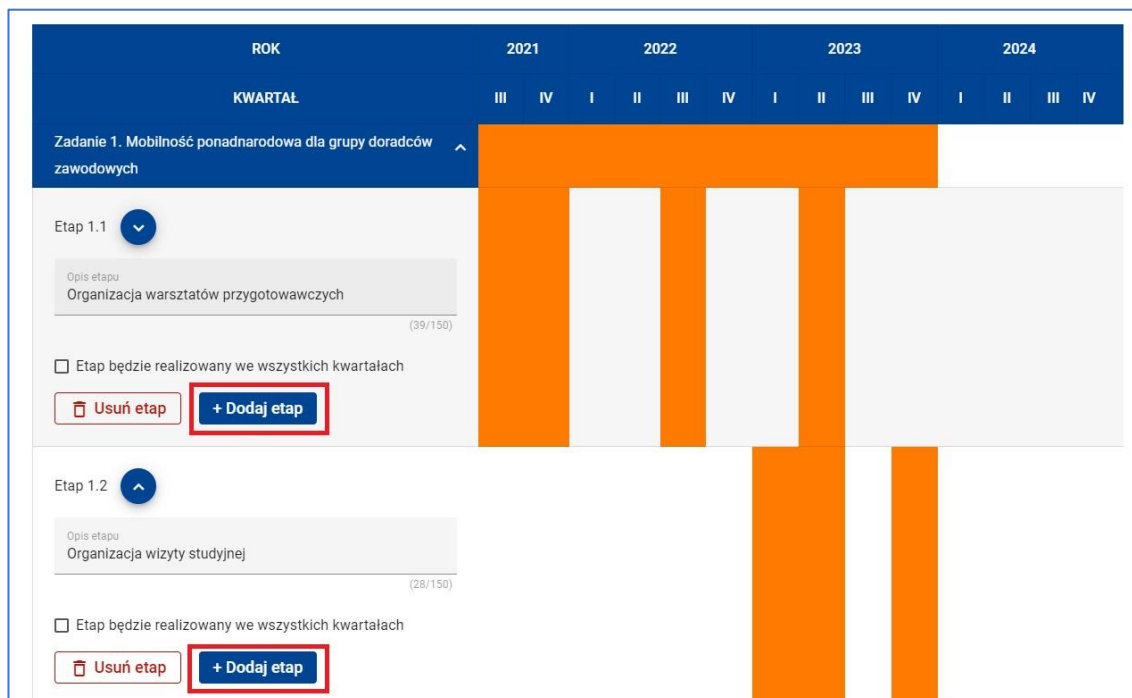 ROK 2021 2022 2023 2024
KWARTAŁ III IV I II III IV I II III IV I II III IV
Zadanie 1. Mobilność ponadnarodowa dla grupy doradców
zawodowych
Etap 1.1
Opis etapu
Organizacja warsztatów przygotowawczych
(39/150)
Etap będzie realizowany we wszystkich kwartałach
Usuń etap + Dodaj etap
Etap 1.2
Opis etapu
Organizacja wizyty studyjnej
(28/150)
Etap będzie realizowany we wszystkich kwartałach
Usuń etap + Dodaj etap